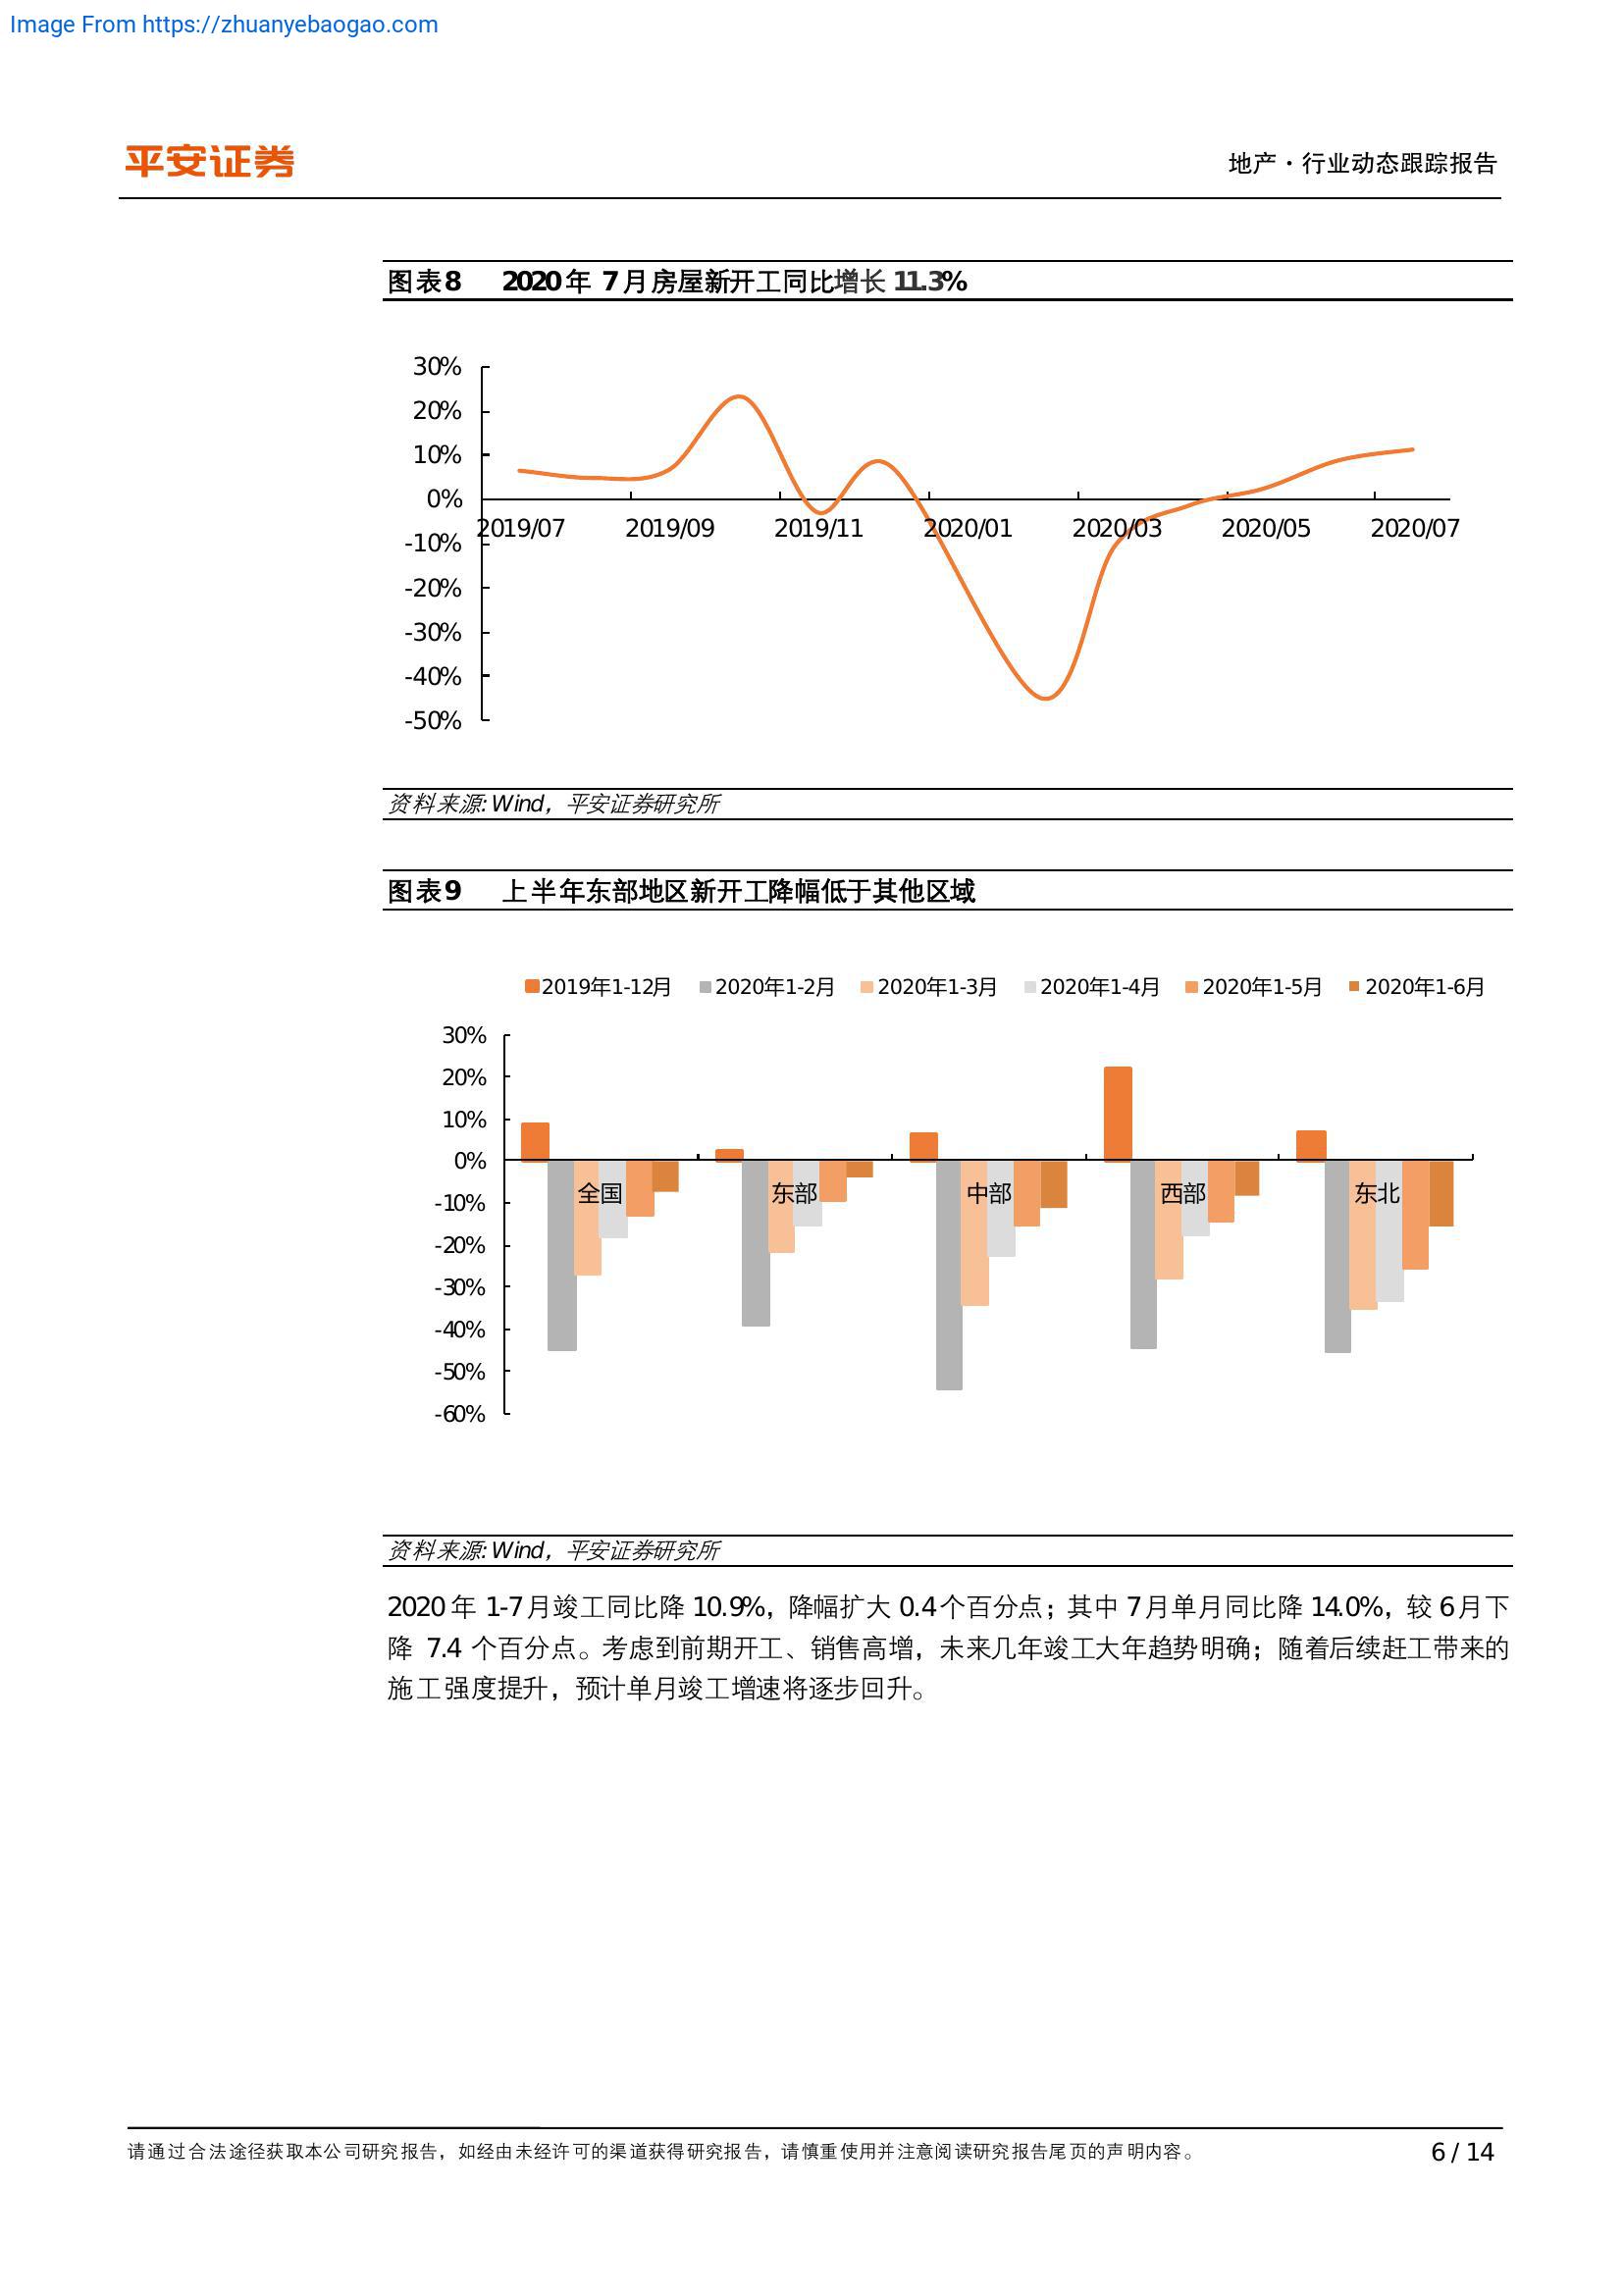 Image From https://zhuanyebaogao.com
平安证券
地产·行业动态跟踪报告
图表8 2020年 7月房屋新开工同比增长 11.3%
30%
20%
10%
0%
-10%
-20%
-30%
-40%
-50%
2019/07 2019/09 2019/11 2020/01 2020/03 2020/05 2020/07
资料来源: Wind，平安证券研究所
图表9 上半年东部地区新开工降幅低于其他区域
2019年1-12月 2020年1-2月 2020年1-3月 2020年1-4月 2020年1-5月 2020年1-6月
30%
20%
10%
0%
-10%
-20%
-30%
-40%
-50%
-60%
全国 东部 中部 西部 东北
资料来源: Wind，平安证券研究所
2020 年 1-7月竣工同比降 10.9%，降幅扩大 0.4个百分点；其中 7月单月同比降 14.0%，较 6月下
降 7.4 个百分点。考虑到前期开工、销售高增，未来几年竣工大年趋势明确；随着后续赶工带来的
施工强度提升，预计单月竣工增速将逐步回升。
请通过合法途径获取本公司研究报告，如经由未经许可的渠道获得研究报告，请慎重使用并注意阅读研究报告尾页的声明内容。
6 / 14